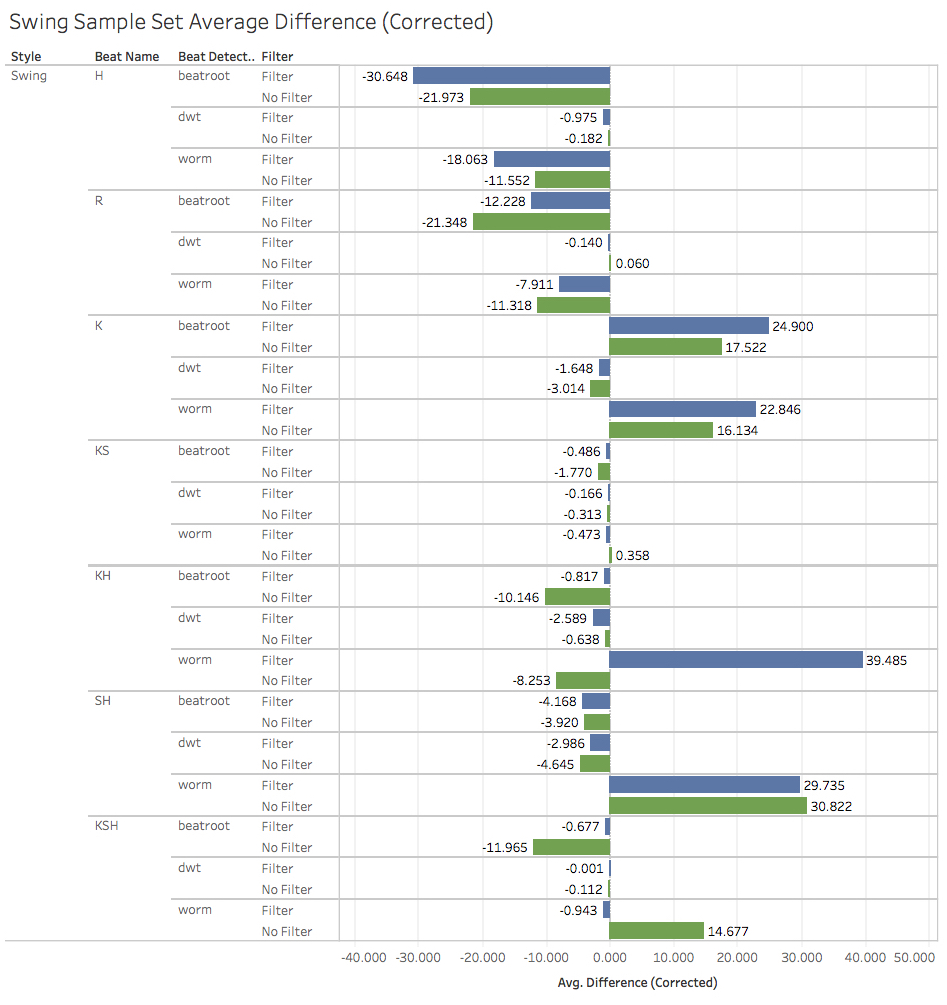 Swing Sample Set Average Difference (Corrected)
Style Beat Name Beat Detect.. Filter
Swing H beatroot Filter -30.648
No Filter -21.973
dwt Filter -0.975
No Filter -0.182
worm Filter -18.063
No Filter -11.552
R beatroot Filter -12.228
No Filter -21.348
dwt Filter -0.140
No Filter 0.060
worm Filter -7.911
No Filter -11.318
K beatroot Filter 24.900
No Filter 17.522
dwt Filter -1.648
No Filter -3.014
worm Filter 22.846
No Filter 16.134
KS beatroot Filter -0.486
No Filter -1.770
dwt Filter -0.166
No Filter -0.313
worm Filter -0.473
No Filter 0.358
KH beatroot Filter -0.817
No Filter -10.146
dwt Filter -2.589
No Filter -0.638
worm Filter 39.485
No Filter -8.253
SH beatroot Filter -4.168
No Filter -3.920
dwt Filter -2.986
No Filter -4.645
worm Filter 29.735
No Filter 30.822
KSH beatroot Filter -0.677
No Filter -11.965
dwt Filter -0.001
No Filter -0.112
worm Filter -0.943
No Filter 14.677
-40.000 -30.000 -20.000 -10.000 0.000 10.000 20.000 30.000 40.000 50.000
Avg. Difference (Corrected)